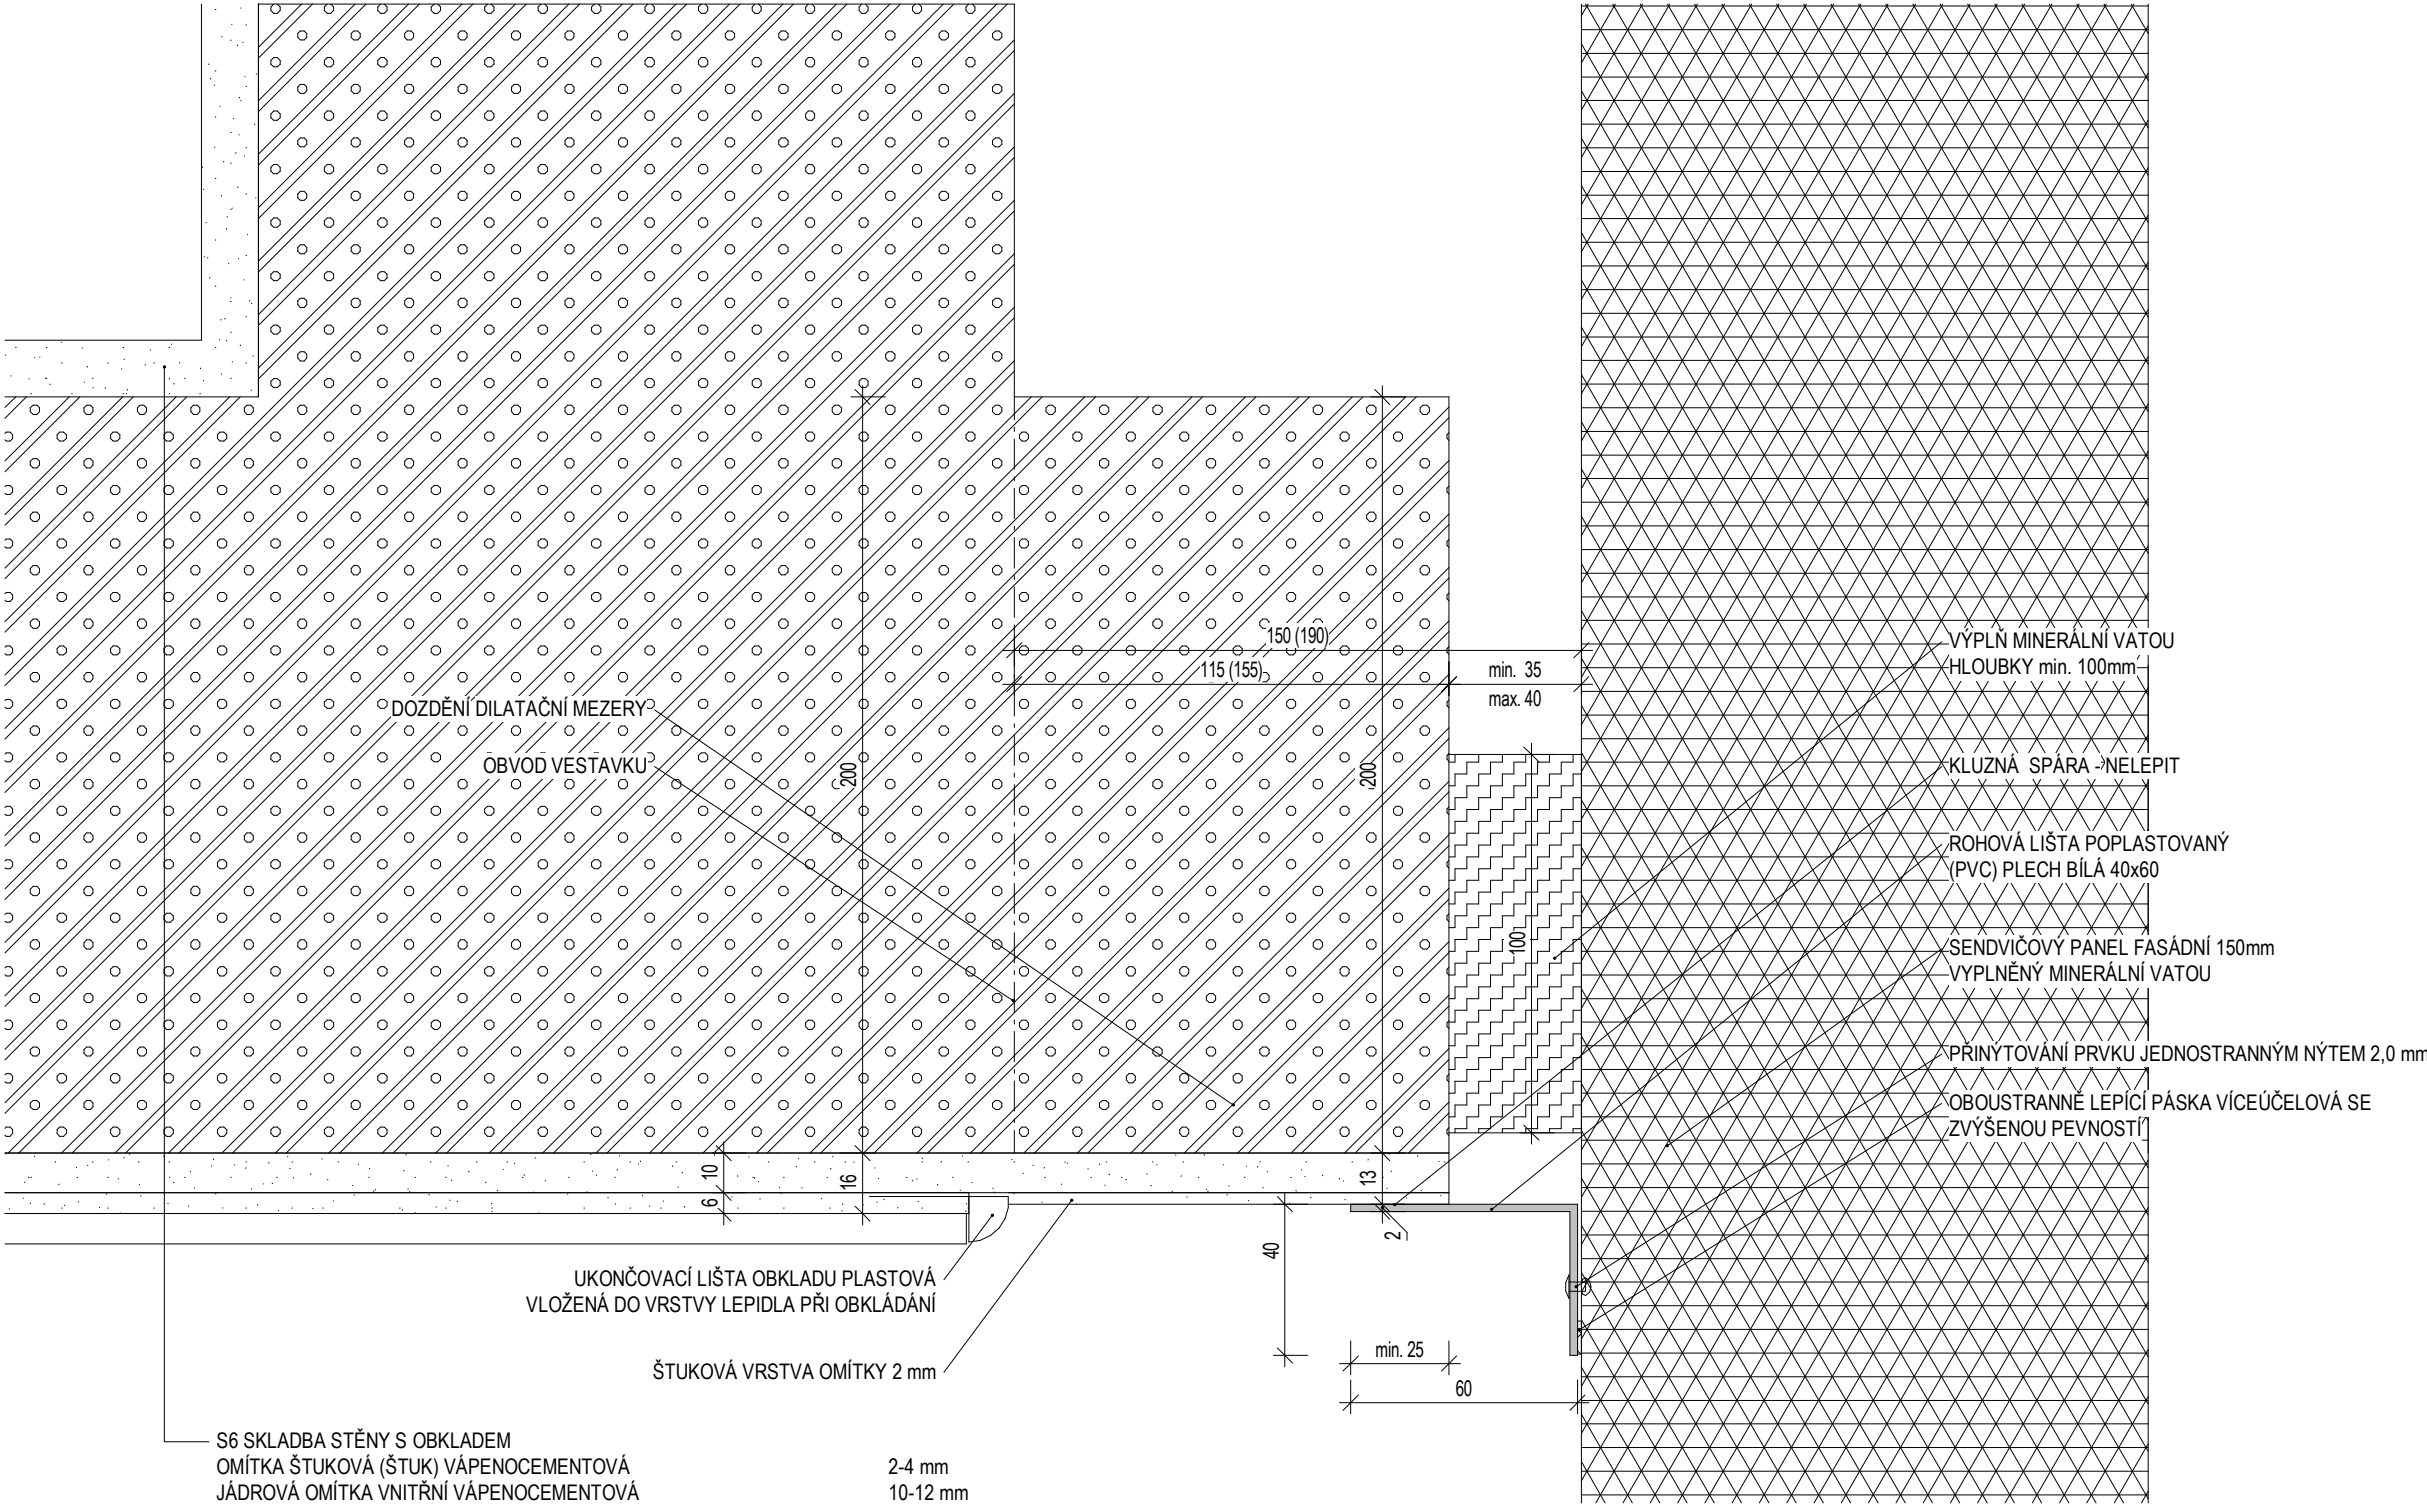 150 (190)
115 (155)
min. 35
max. 40
DOZDĚNÍ DILATAČNÍ MEZERY
OBVOD VESTAVKU
200
200
100
VÝPLŇ MINERÁLNÍ VATOU
HLOUBKY min. 100mm
KLUZNÁ SPÁRA - NELEPIT
ROHOVÁ LIŠTA POPLASTOVANÝ
(PVC) PLECH BÍLÁ 40x60
SENDVIČOVÝ PANEL FASÁDNÍ 150mm
VYPLNĚNÝ MINERÁLNÍ VATOU
PŘINÝTOVÁNÍ PRVKU JEDNOSTRANNÝM NÝTEM 2,0 mm
OBOUSTRANNĚ LEPÍCÍ PÁSKA VÍCEÚČELOVÁ SE
ZVÝŠENOU PEVNOSTÍ
10
6
16
13
2
40
UKONČOVACÍ LIŠTA OBKLADU PLASTOVÁ
VLOŽENÁ DO VRSTVY LEPIDLA PŘI OBKLÁDÁNÍ
ŠTUKOVÁ VRSTVA OMÍTKY 2 mm
min. 25
60
S6 SKLADBA STĚNY S OBKLADEM
OMÍTKA ŠTUKOVÁ (ŠTUK) VÁPENOCEMENTOVÁ 2-4 mm
JÁDROVÁ OMÍTKA VNITŘNÍ VÁPENOCEMENTOVÁ 10-12 mm